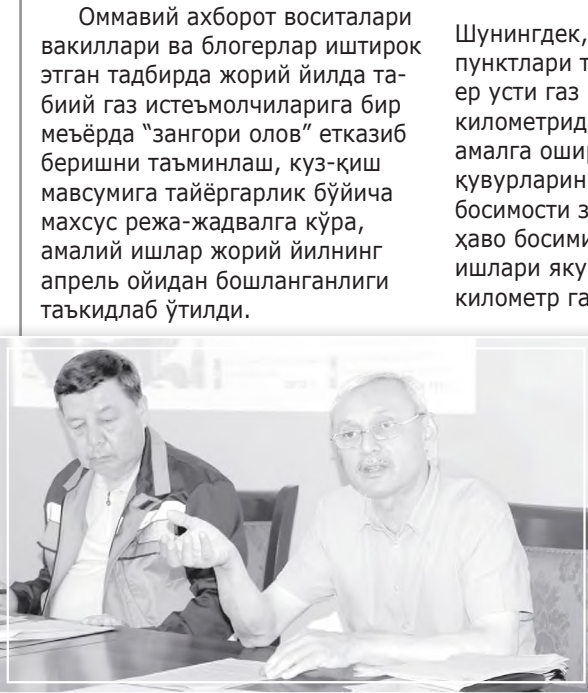 Оммавий ахборот воситалари
вакиллари ва блогерлар иштирок
этган тадбирда жорий йилда та-
биий газ истеъмолчиларига бир
меъёрда “зангори олов” етказиб
беришни таъминлаш, куз-қиш
мавсумига тайёргарлик бўйича
махсус режа-жадвалга кўра,
амалий ишлар жорий йилнинг
апрель ойидан бошланганлиги
таъкидлаб ўтилди.
Шунингдек,
пунктлари
ер усти газ
километрид
амалга ошир
қувурларин
босимости
ҳаво босими
ишлари яку
километр га